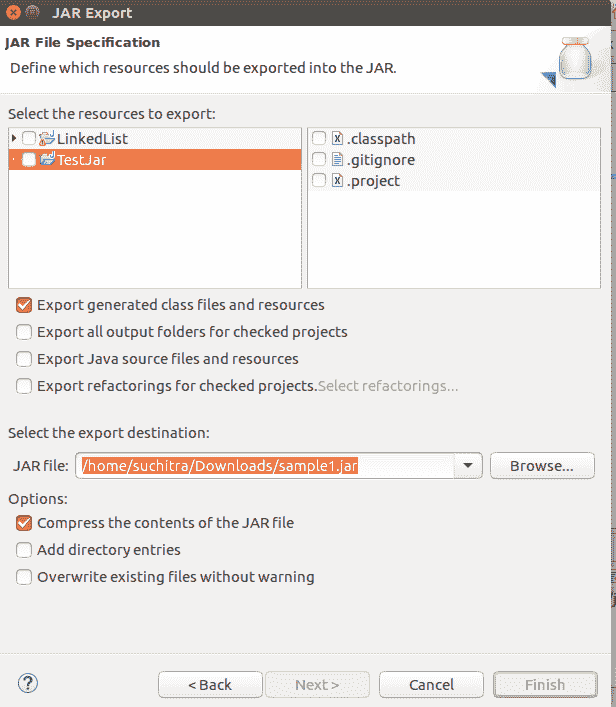 JAR Export
JAR File Specification
Define which resources should be exported into the JAR.
Select the resources to export:
LinkedList
TestJar
.classpath
.gitignore
.project
Export generated class files and resources
Export all output folders for checked projects
Export Java source files and resources
Export refactorings for checked projects.Select refactorings...
Select the export destination:
JAR file: /home/suchitra/Downloads/sample1.jar Browse...
Options:
Compress the contents of the JAR file
Add directory entries
Overwrite existing files without warning
? < Back Next > Cancel Finish